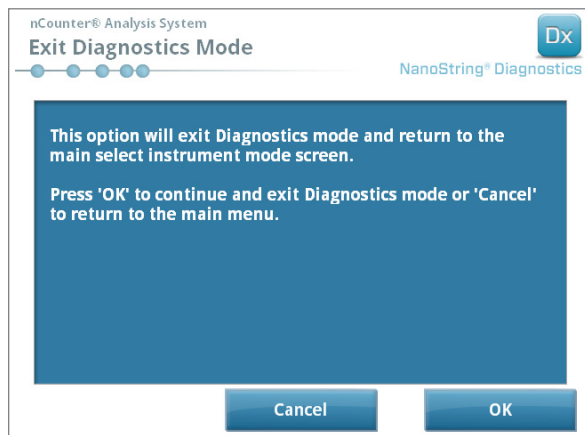 nCounter® Analysis System
Exit Diagnostics Mode
Dx
NanoString® Diagnostics
This option will exit Diagnostics mode and return to the
main select instrument mode screen.
Press 'OK' to continue and exit Diagnostics mode or 'Cancel'
to return to the main menu.
Cancel
OK